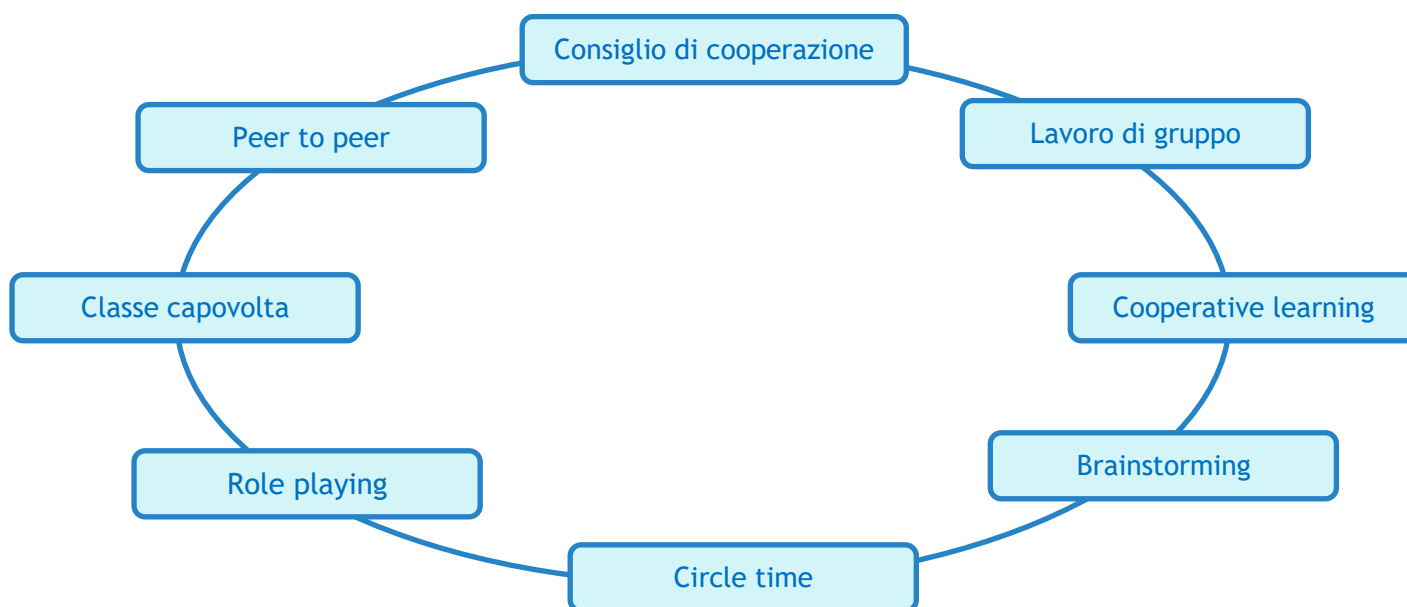 Consiglio di cooperazione
Peer to peer
Lavoro di gruppo
Classe capovolta
Cooperative learning
Role playing
Brainstorming
Circle time